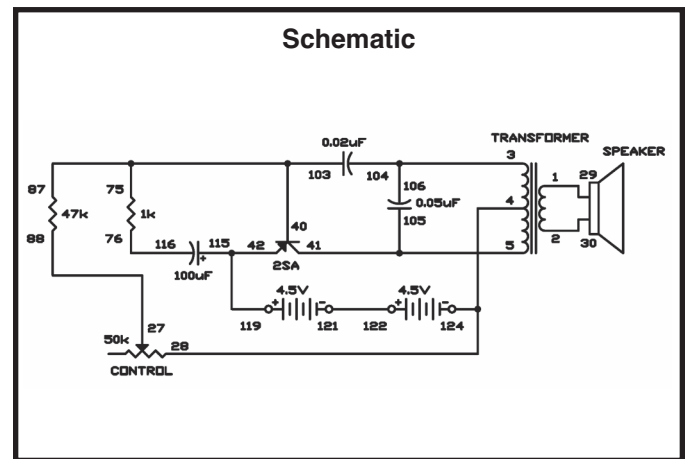 Schematic
0.02uF
TRANSFORMER
SPEAKER
103
104
3
87
75
106
1
29
47k
1k
0.05uF
4
88
76
105
40
116
115
42
41
5
2
30
100uF
+
2SA
4.5V
4.5V
+
-
+
-
119
121
122
124
27
50k
28
CONTROL